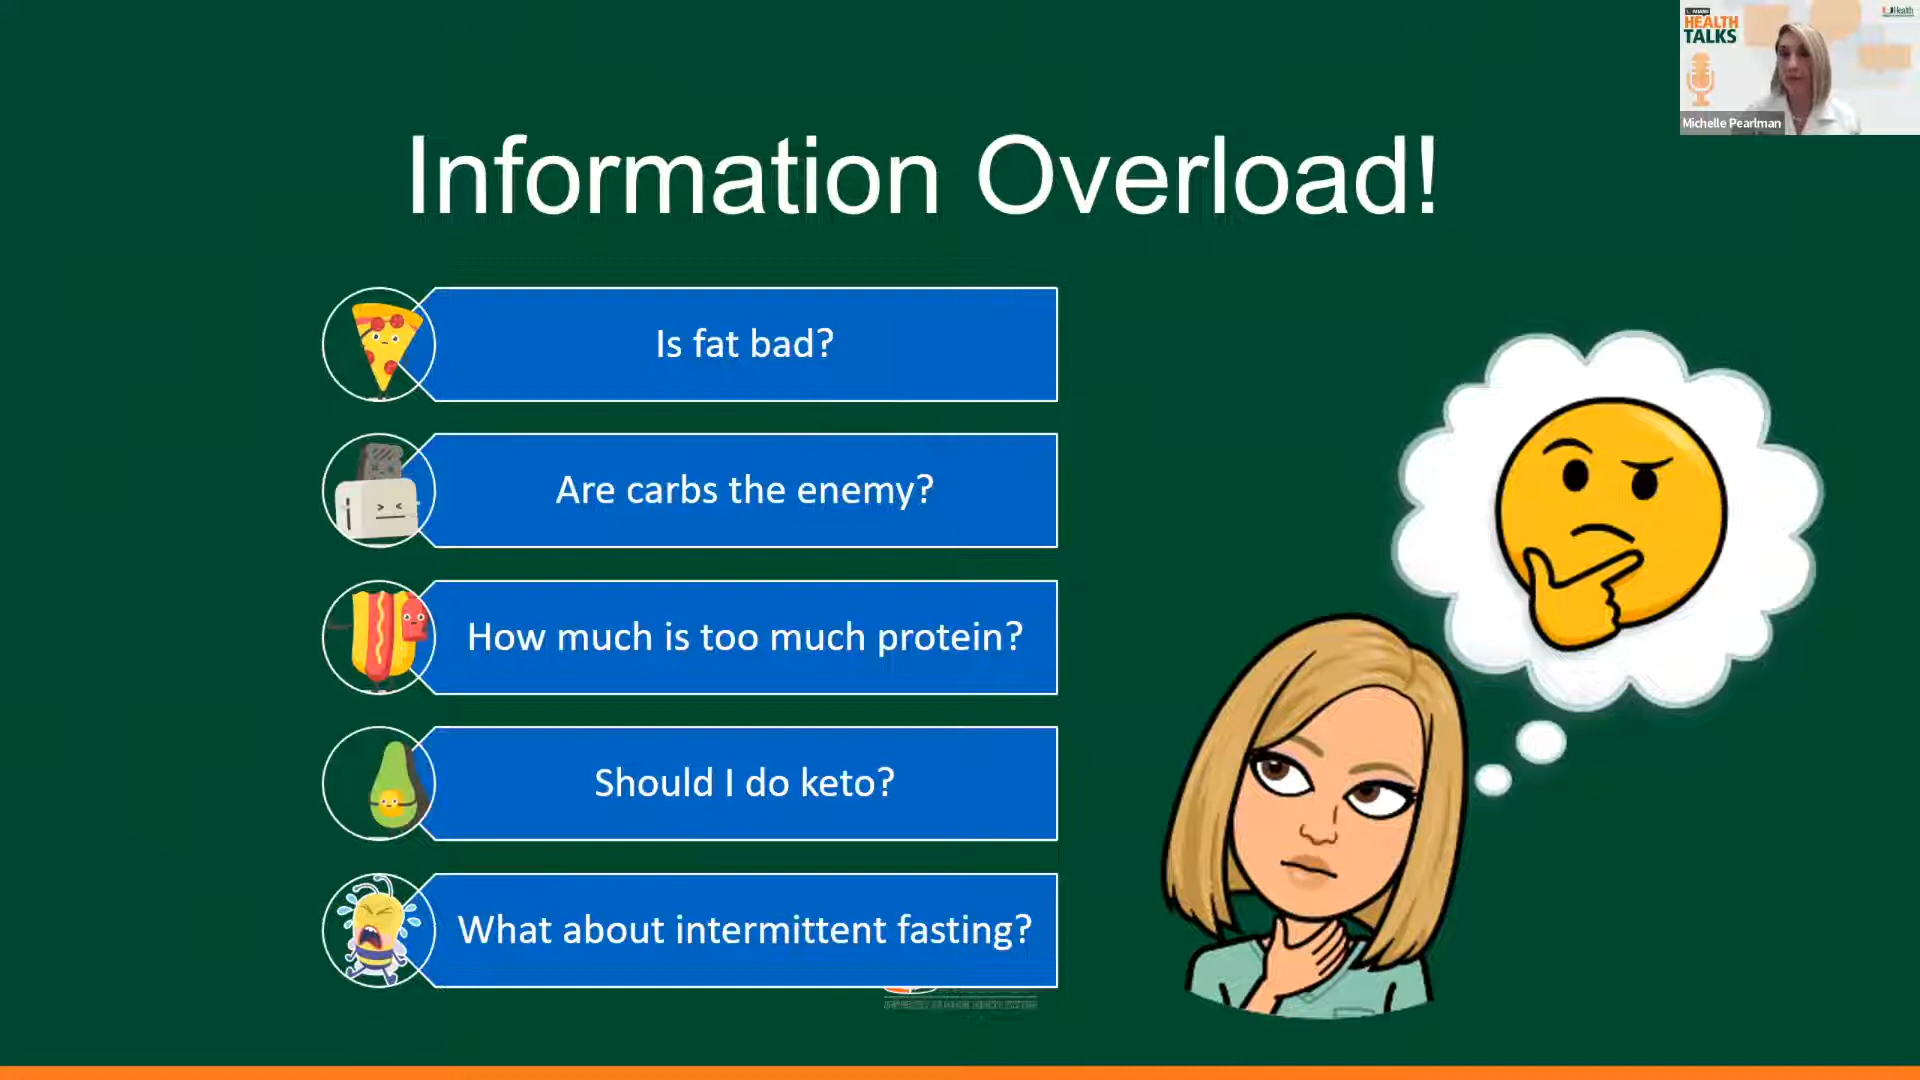 HEALTH
TALKS
UHealth
Michelle Pearlman
Information Overload!
Is fat bad?
Are carbs the enemy?
How much is too much protein?
Should I do keto?
What about intermittent fasting?